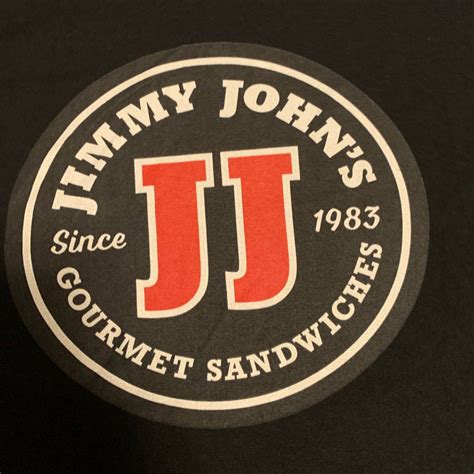 JIMMY JOHN'S
Since
JJ
1983
GOURMET SANDWICHES